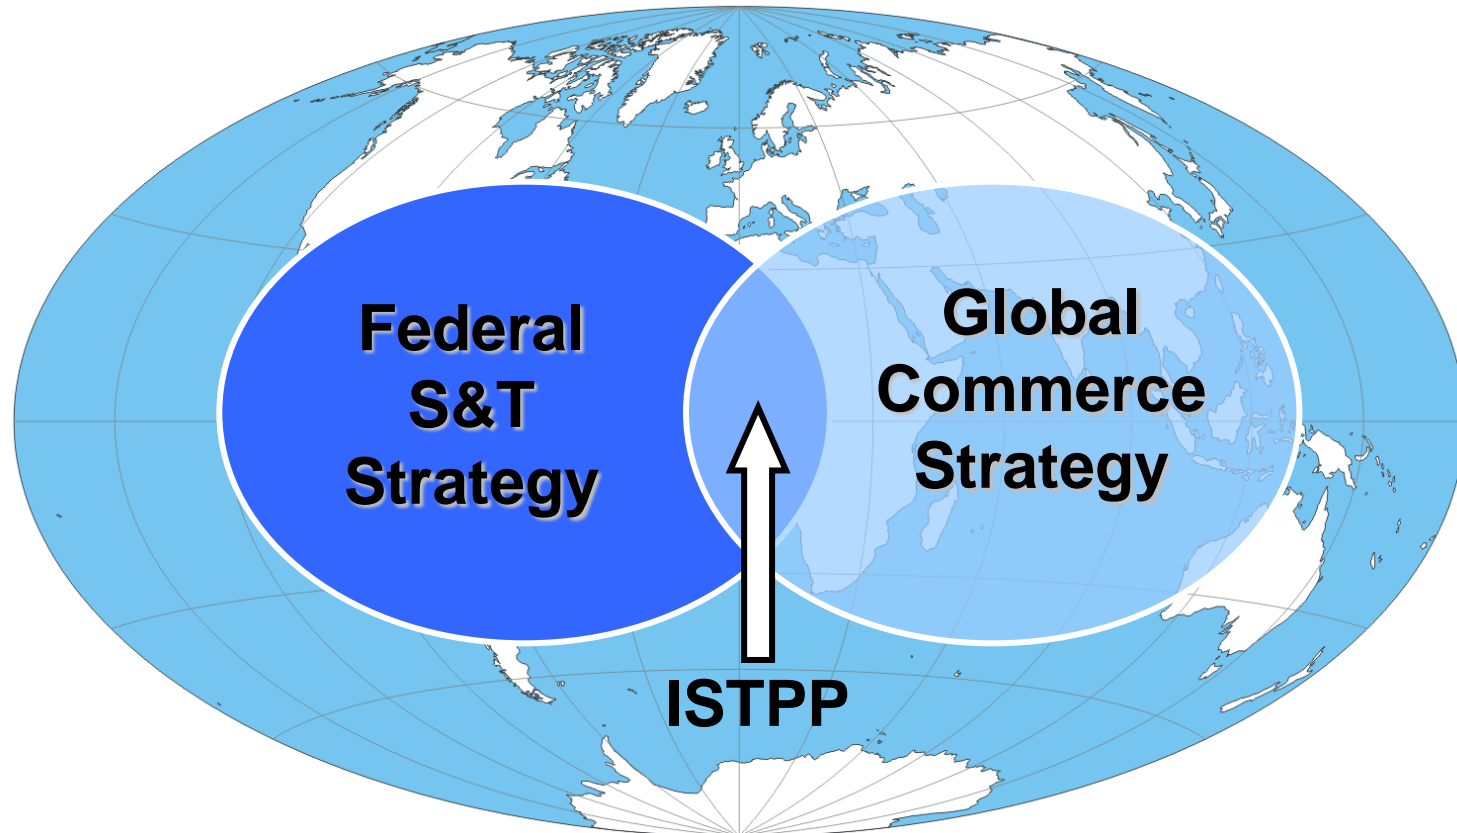 Federal
S&T
Strategy
Global
Commerce
Strategy
ISTPP